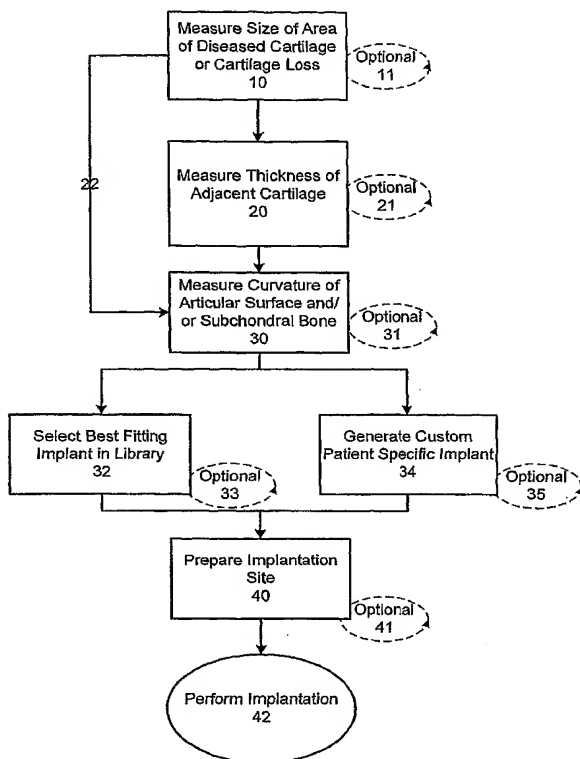 Measure Size of Area
of Diseased Cartilage
or Cartilage Loss
10
Optional
11
22
Measure Thickness of
Adjacent Cartilage
20
Optional
21
Measure Curvature of
Articular Surface and/
or Subchondral Bone
30
Optional
31
Select Best Fitting
Implant in Library
32
Optional
33
Generate Custom
Patient Specific Implant
34
Optional
35
Prepare Implantation
Site
40
Optional
41
Perform Implantation
42